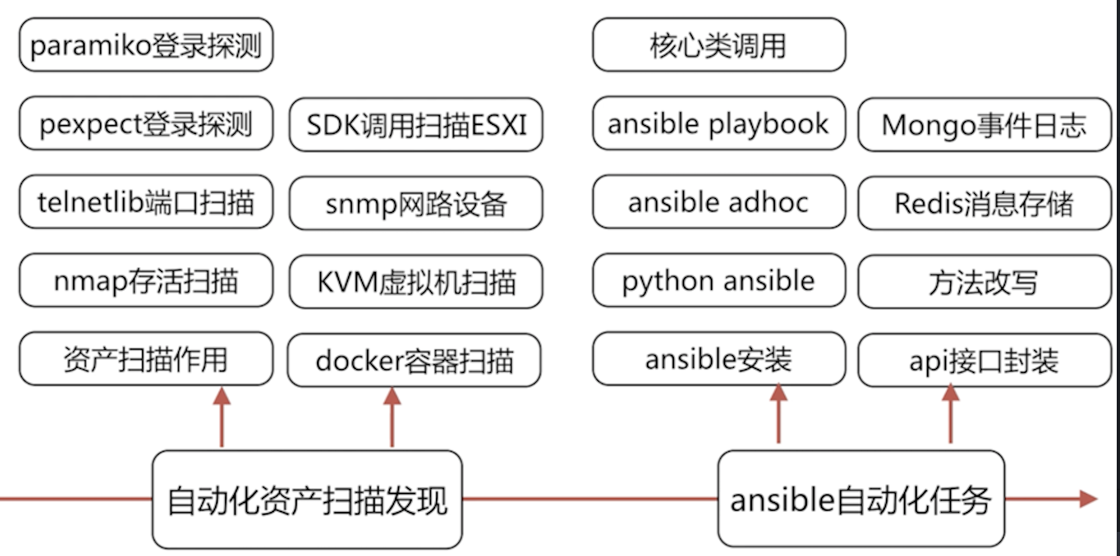 paramiko登录探测
核心类调用
pexpect登录探测
SDK调用扫描ESXI
ansible playbook
Mongo事件日志
telnetlib端口扫描
snmp网路设备
ansible adhoc
Redis消息存储
nmap存活扫描
KVM虚拟机扫描
python ansible
方法改写
资产扫描作用
docker容器扫描
ansible安装
api接口封装
自动化资产扫描发现
ansible自动化任务